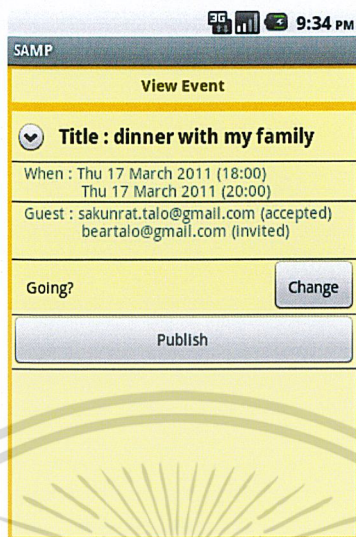 3G 9:34 PM
SAMP
View Event
Title : dinner with my family
When : Thu 17 March 2011 (18:00)
Thu 17 March 2011 (20:00)
Guest : sakunrat.talo@gmail.com (accepted)
beartalo@gmail.com (invited)
Going? Change
Publish